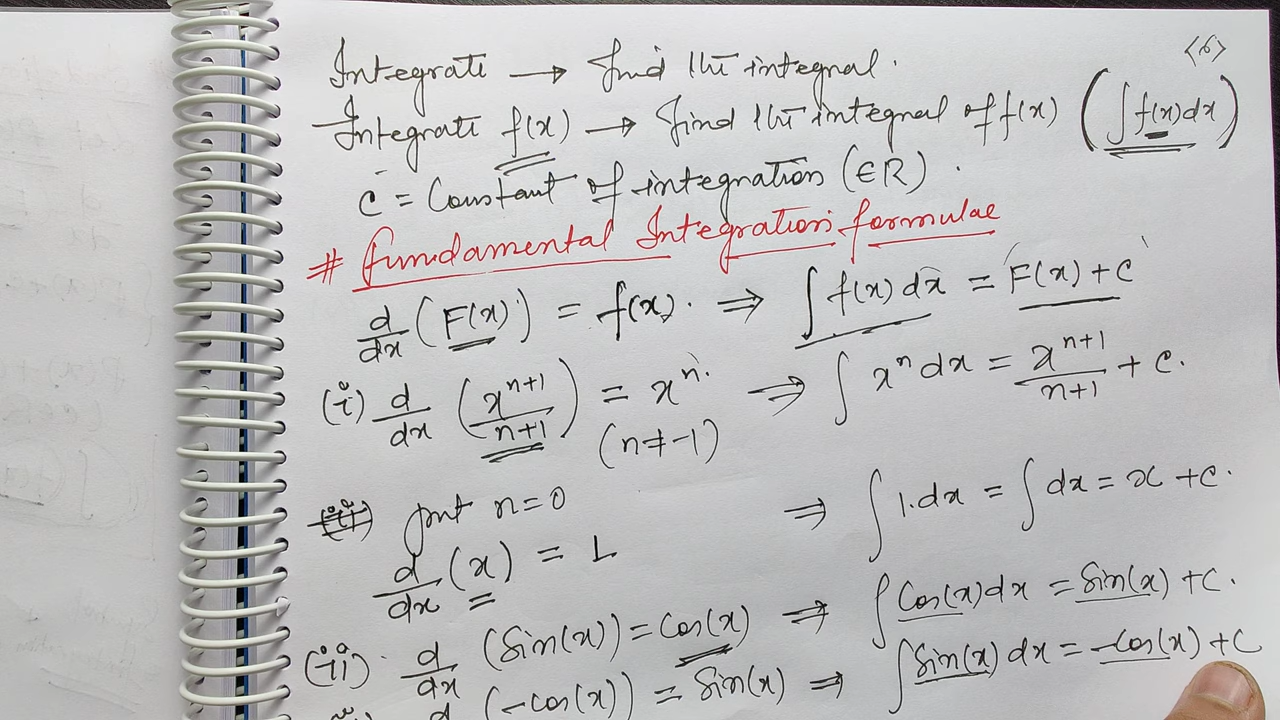 <6>
Integrate → find the integral.
Integrate f(x) → Find the integral of f(x) (∫f(x)dx)
c = Constant of integration (∈R).
# fundamental Integration formulae
d/dx (F(x)) = f(x). ⇒ ∫f(x)dx = F(x)+c
(i) d/dx (x^(n+1)/(n+1)) = x^n. ⇒ ∫x^n dx = x^(n+1)/(n+1) + c.
(n≠-1)
put n=0 ⇒ ∫1.dx = ∫dx = x+c.
d/dx (x) = 1
(ii) d/dx (Sin(x)) = Cos(x) ⇒ ∫Cos(x)dx = Sin(x)+c.
d (-cos(x)) = Sin(x) ⇒ ∫Sin(x)dx = -cos(x)+c